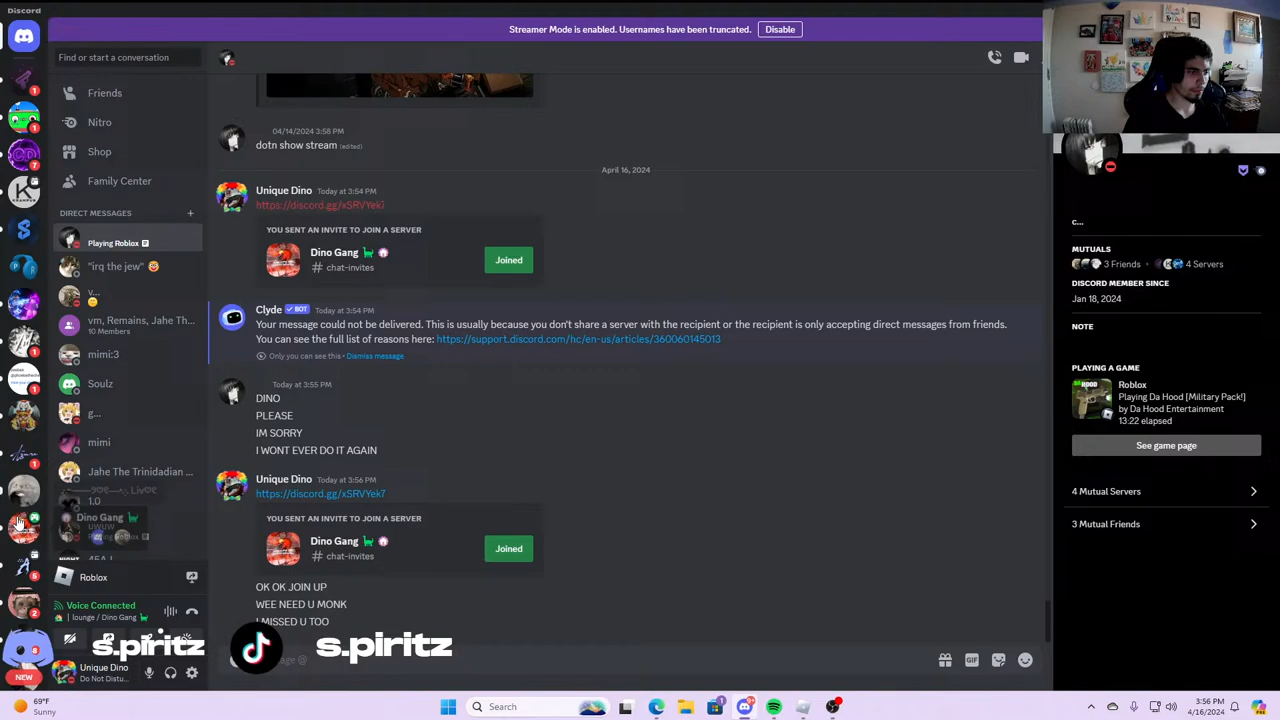 Discord
Streamer Mode is enabled. Usernames have been truncated.
Disable
Find or start a conversation
Friends
Nitro
Shop
Family Center
DIRECT MESSAGES
Playing Roblox
"irq the jew"
v...
vm, Remains, Jahe Th...
10 Members
mimi:3
Soulz
g...
mimi
Jahe The Trinidadian ...
1.0
Dino Gang
Roblox
Voice Connected
lounge / Dino Gang
Unique Dino
Do Not Distu...
NEW
04/14/2024 3:58 PM
dotn show stream (edited)
April 16, 2024
Unique Dino Today at 3:54 PM
https://discord.gg/xSRVYek7
YOU SENT AN INVITE TO JOIN A SERVER
Dino Gang
# chat-invites
Joined
Clyde BOT Today at 3:54 PM
Your message could not be delivered. This is usually because you don't share a server with the recipient or the recipient is only accepting direct messages from friends.
You can see the full list of reasons here: https://support.discord.com/hc/en-us/articles/360060145013
Only you can see this • Dismiss message
Today at 3:55 PM
DINO
PLEASE
IM SORRY
I WONT EVER DO IT AGAIN
Unique Dino Today at 3:56 PM
https://discord.gg/xSRVYek7
YOU SENT AN INVITE TO JOIN A SERVER
Dino Gang
# chat-invites
Joined
OK OK JOIN UP
WEE NEED U MONK
I MISSED U TOO
s.piritz
s.piritz
GIF
c...
MUTUALS
3 Friends • 4 Servers
DISCORD MEMBER SINCE
Jan 18, 2024
NOTE
PLAYING A GAME
Roblox
Playing Da Hood [Military Pack!]
by Da Hood Entertainment
13:22 elapsed
See game page
4 Mutual Servers
3 Mutual Friends
69°F
Sunny
Search
3:56 PM
4/16/2024